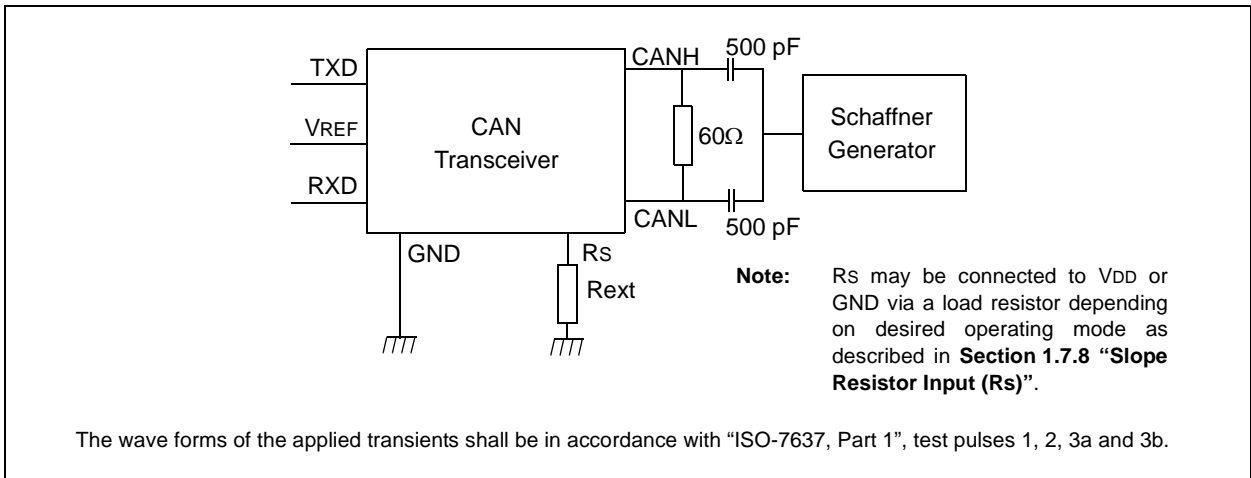 TXD
VREF
RXD
CAN
Transceiver
CANH
500 pF
60Ω
CANL
500 pF
Schaffner
Generator
GND
Rs
Rext
Note: Rs may be connected to VDD or
GND via a load resistor depending
on desired operating mode as
described in Section 1.7.8 “Slope
Resistor Input (Rs)”.
The wave forms of the applied transients shall be in accordance with “ISO-7637, Part 1”, test pulses 1, 2, 3a and 3b.